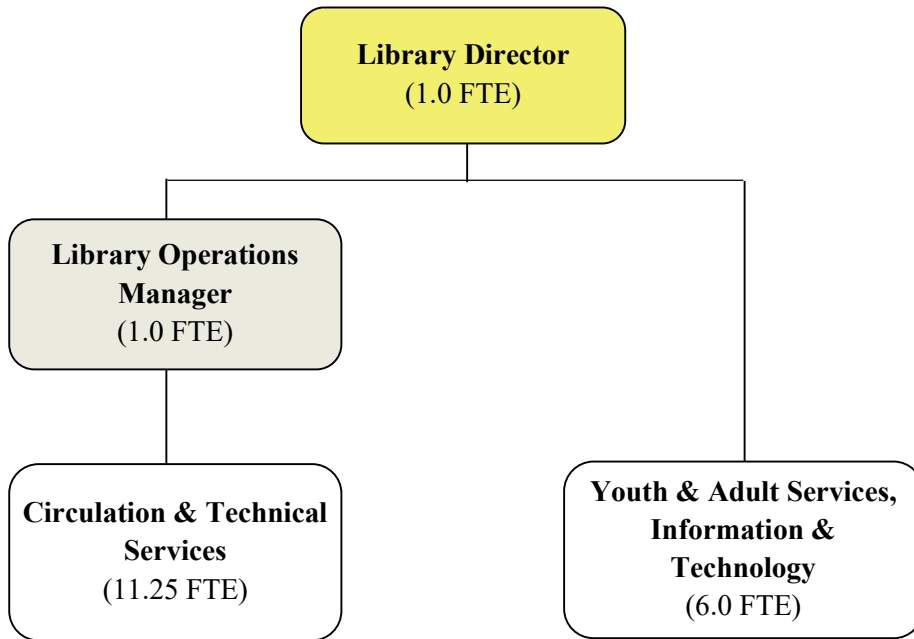 Library Director
(1.0 FTE)
Library Operations
Manager
(1.0 FTE)
Circulation & Technical
Services
(11.25 FTE)
Youth & Adult Services,
Information &
Technology
(6.0 FTE)